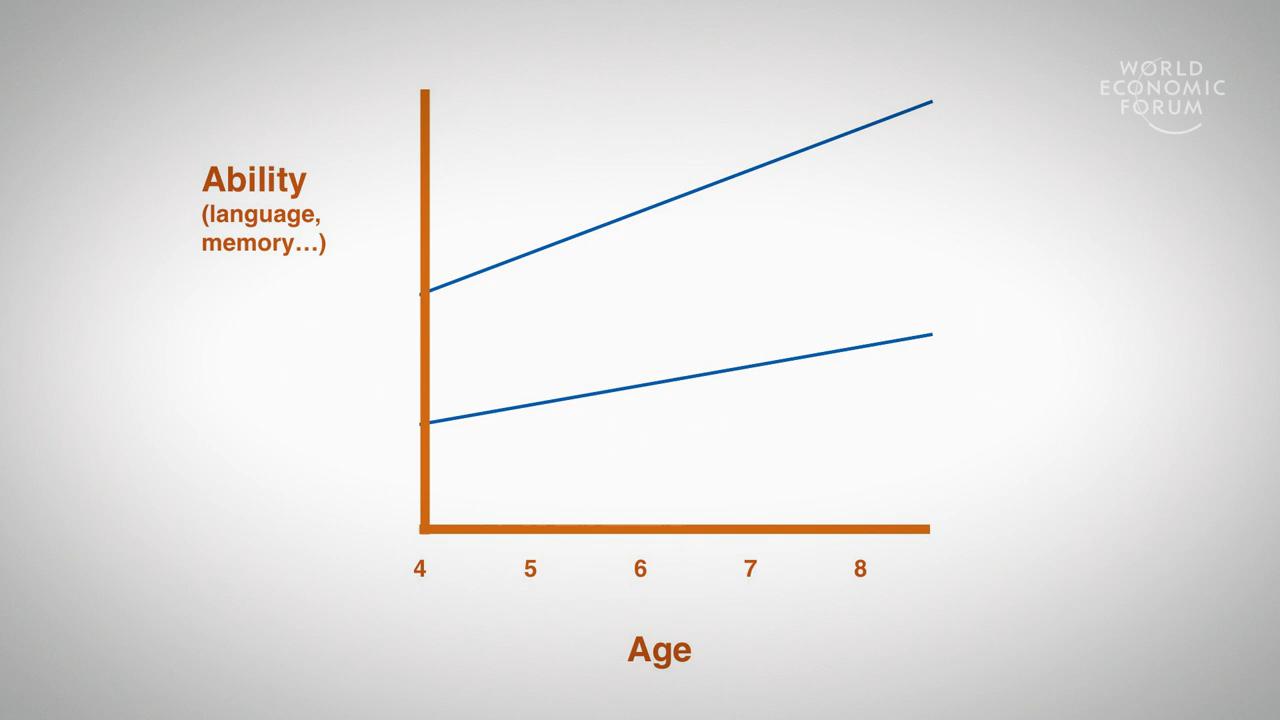 WORLD
ECONOMIC
FORUM
Ability
(language,
memory...)
4 5 6 7 8
Age